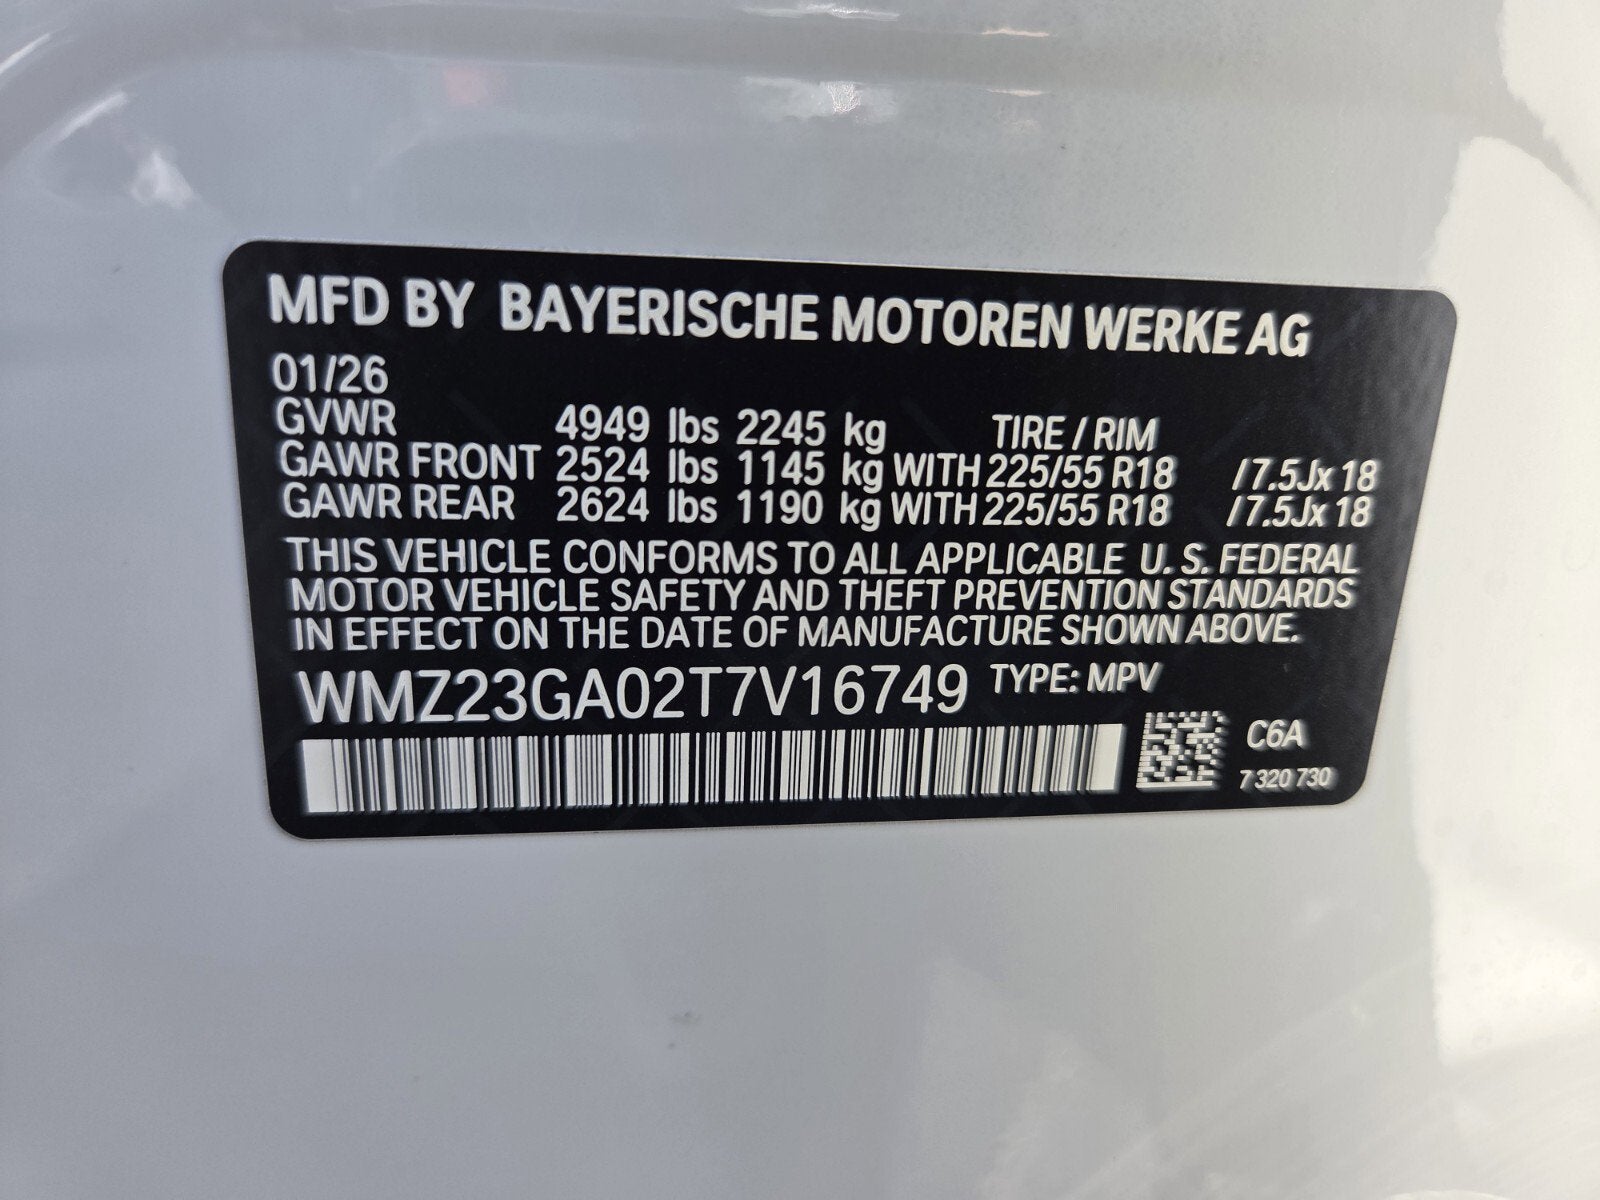 MFD BY BAYERISCHE MOTOREN WERKE AG
01/26
GVWR 4949 lbs 2245 kg TIRE / RIM
GAWR FRONT 2524 lbs 1145 kg WITH 225/55 R18 /7.5Jx 18
GAWR REAR 2624 lbs 1190 kg WITH 225/55 R18 /7.5Jx 18
THIS VEHICLE CONFORMS TO ALL APPLICABLE U. S. FEDERAL
MOTOR VEHICLE SAFETY AND THEFT PREVENTION STANDARDS
IN EFFECT ON THE DATE OF MANUFACTURE SHOWN ABOVE.
WMZ23GA02T7V16749 TYPE: MPV
C6A
7 320 730